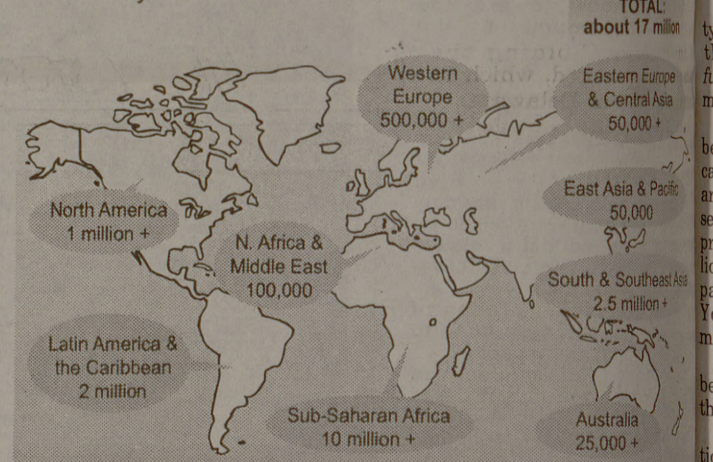 TOTAL:
about 17 million
Western
Europe
500,000 +
Eastern Europe
& Central Asia
50,000 +
North America
1 million +
East Asia & Pacific
50,000
N. Africa &
Middle East
100,000
South & Southeast Asia
2.5 million +
Latin America &
the Caribbean
2 million
Sub-Saharan Africa
10 million +
Australia
25,000 +